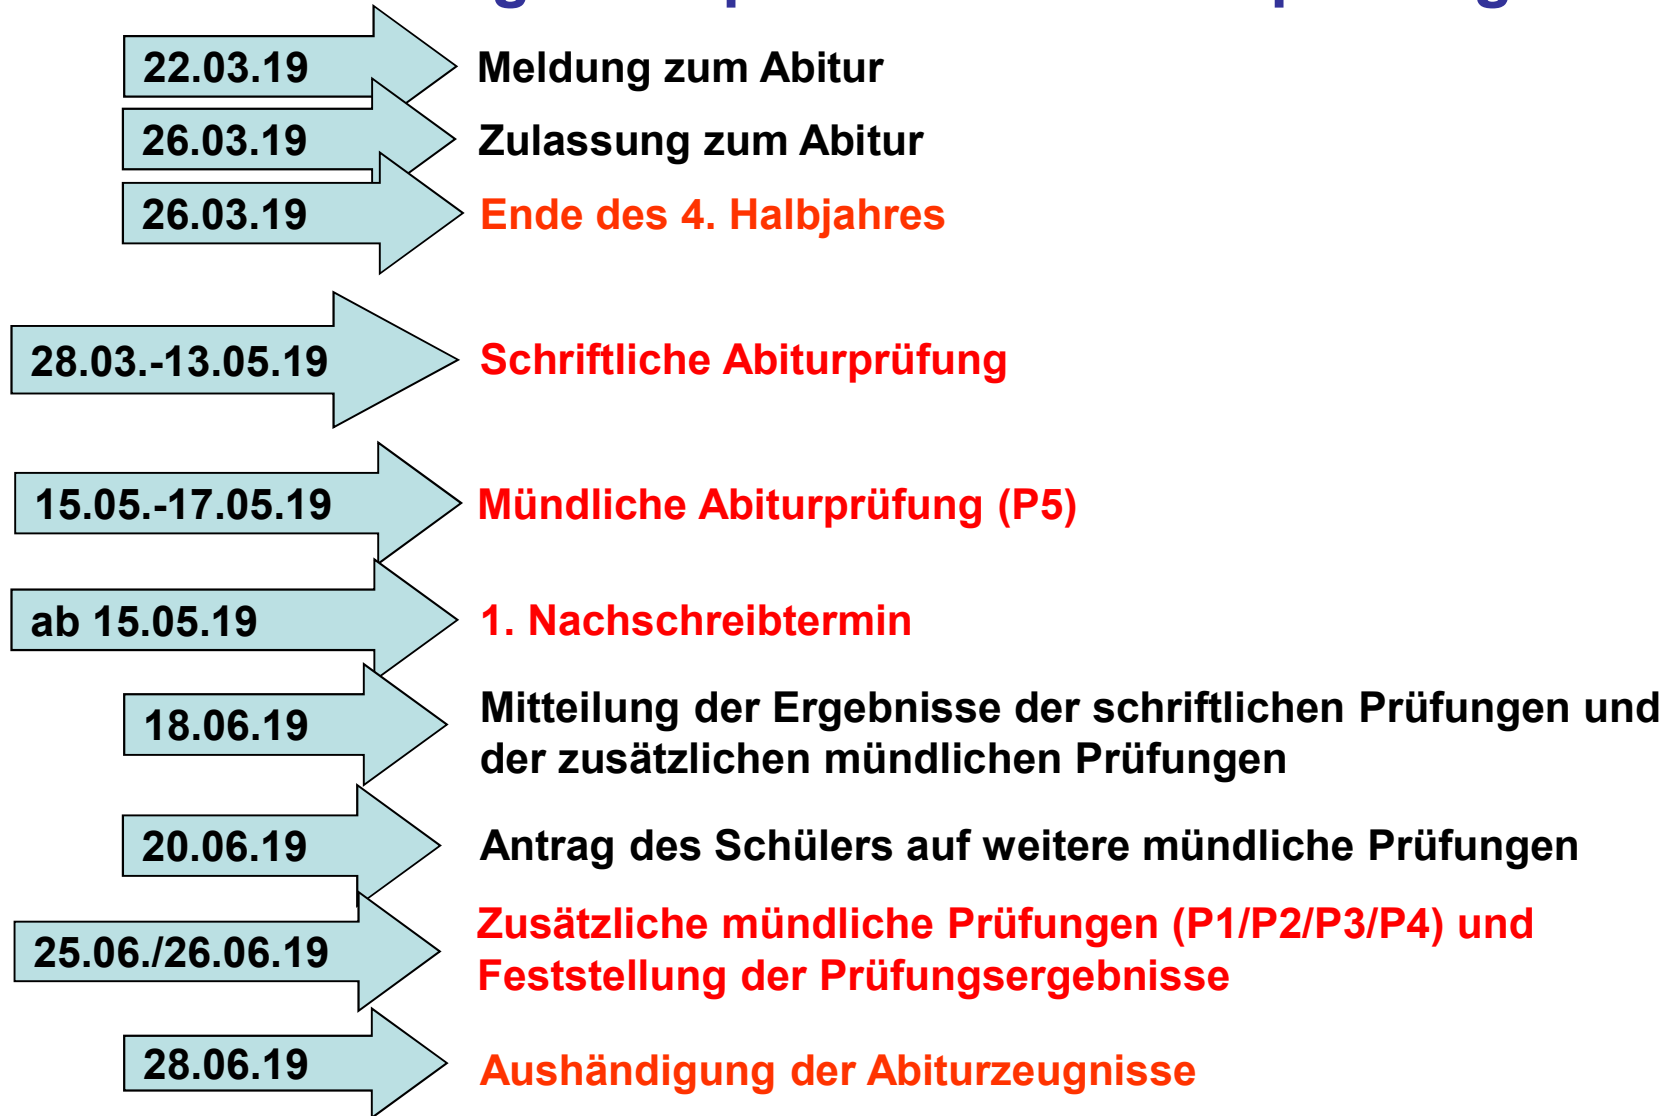 22.03.19 Meldung zum Abitur
26.03.19 Zulassung zum Abitur
26.03.19 Ende des 4. Halbjahres
28.03.-13.05.19 Schriftliche Abiturprüfung
15.05.-17.05.19 Mündliche Abiturprüfung (P5)
ab 15.05.19 1. Nachschreibtermin
18.06.19 Mitteilung der Ergebnisse der schriftlichen Prüfungen und
der zusätzlichen mündlichen Prüfungen
20.06.19 Antrag des Schülers auf weitere mündliche Prüfungen
25.06./26.06.19 Zusätzliche mündliche Prüfungen (P1/P2/P3/P4) und
Feststellung der Prüfungsergebnisse
28.06.19 Aushändigung der Abiturzeugnisse